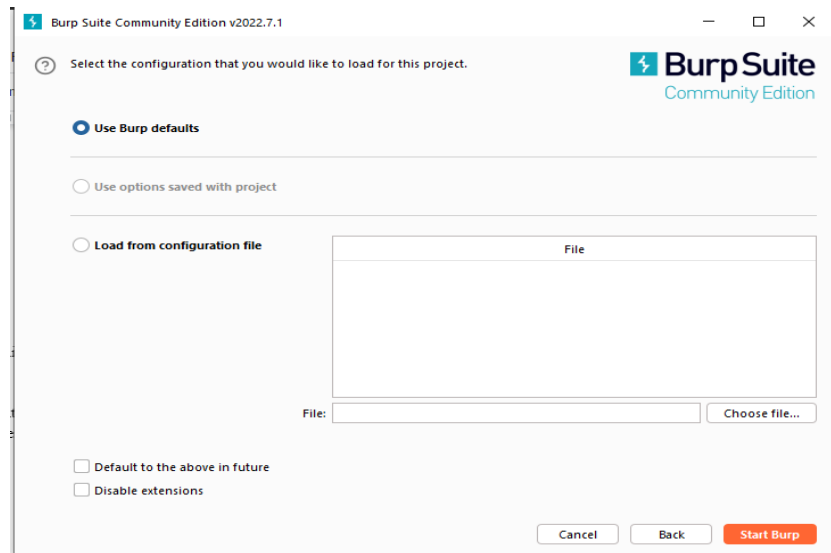 Burp Suite Community Edition v2022.7.1
Select the configuration that you would like to load for this project.
Burp Suite
Community Edition
Use Burp defaults
Use options saved with project
Load from configuration file
File
File:
Choose file...
Default to the above in future
Disable extensions
Cancel
Back
Start Burp